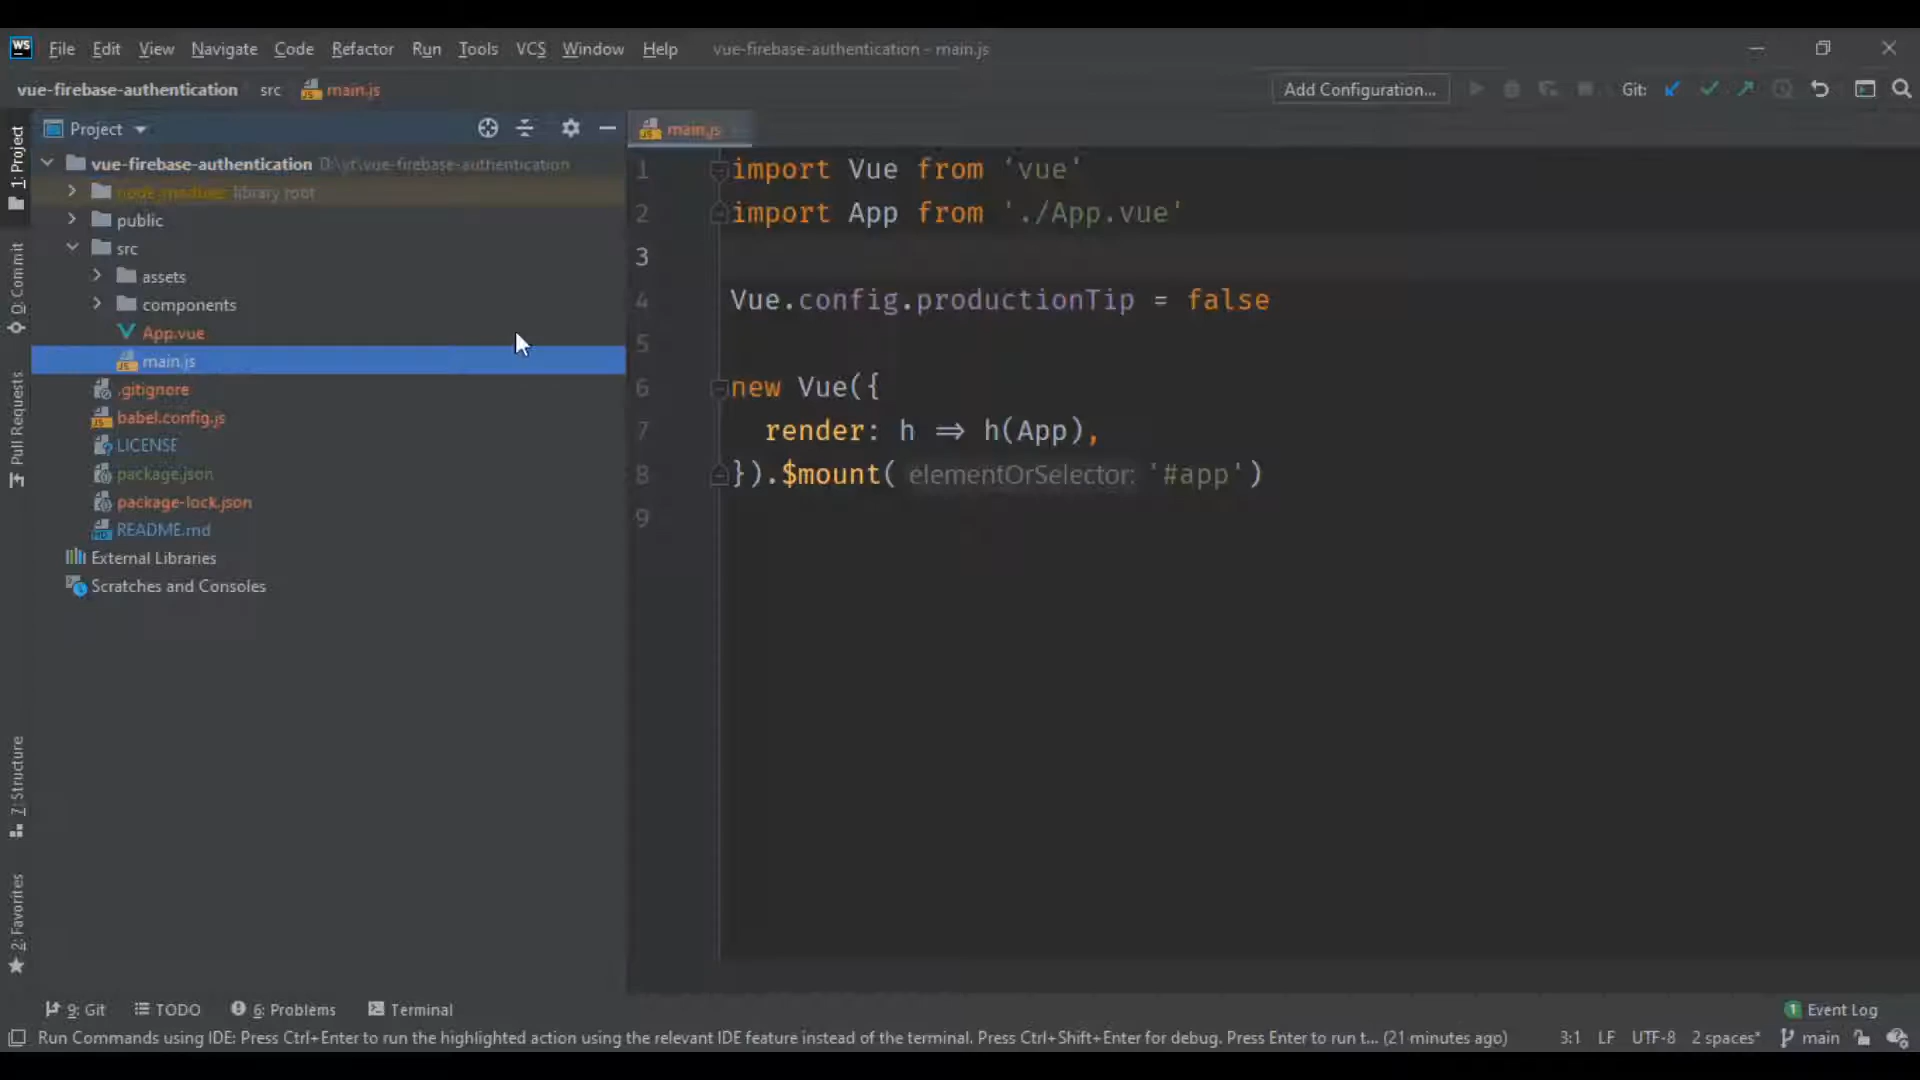 WS File Edit View Navigate Code Refactor Run Tools VCS Window Help vue-firebase-authentication - main.js
vue-firebase-authentication src main.js Add Configuration... Git:
Project
main.js
vue-firebase-authentication D:\yt\vue-firebase-authentication
node_modules library root
public
src
assets
components
App.vue
main.js
.gitignore
babel.config.js
LICENSE
package.json
package-lock.json
README.md
External Libraries
Scratches and Consoles
1: Project
0: Commit
Pull Requests
7: Structure
2: Favorites
1 import Vue from 'vue'
2 import App from './App.vue'
3
4 Vue.config.productionTip = false
5
6 new Vue({
7 render: h => h(App),
8 }).$mount( elementOrSelector: '#app')
9
9: Git TODO 6: Problems Terminal 1 Event Log
Run Commands using IDE: Press Ctrl+Enter to run the highlighted action using the relevant IDE feature instead of the terminal. Press Ctrl+Shift+Enter for debug. Press Enter to run t... (21 minutes ago) 3:1 LF UTF-8 2 spaces* main